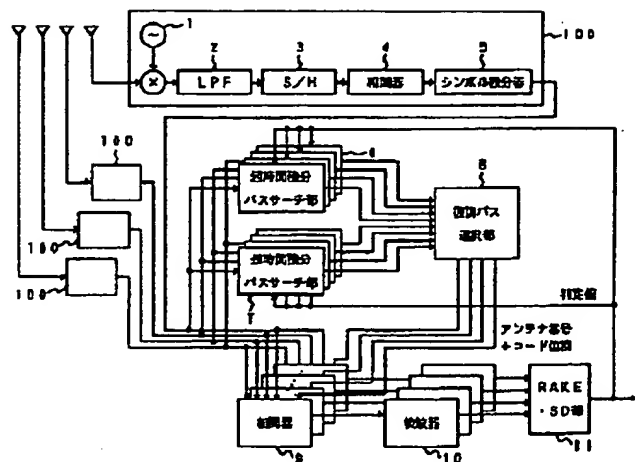 1
100
2
3
4
5
LPF
S/H
相関器
シンボル積分器
100
6
時間積分
パスサーチ部
8
復調パス
選択部
100
時間積分
パスサーチ部
判定値
100
7
アンテナ番号
+コード位相
相関器
検波器
RAKE
・SD部
9
10
11